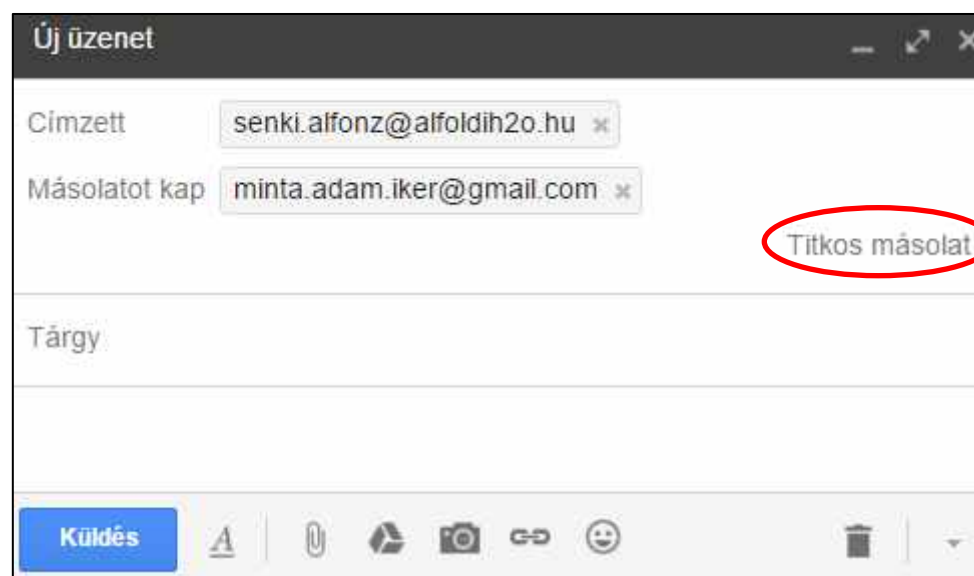 Új üzenet
Címzett senki.alfonz@alfoldih2o.hu
Másolatot kap minta.adam.iker@gmail.com
Titkos másolat
Tárgy
Küldés A